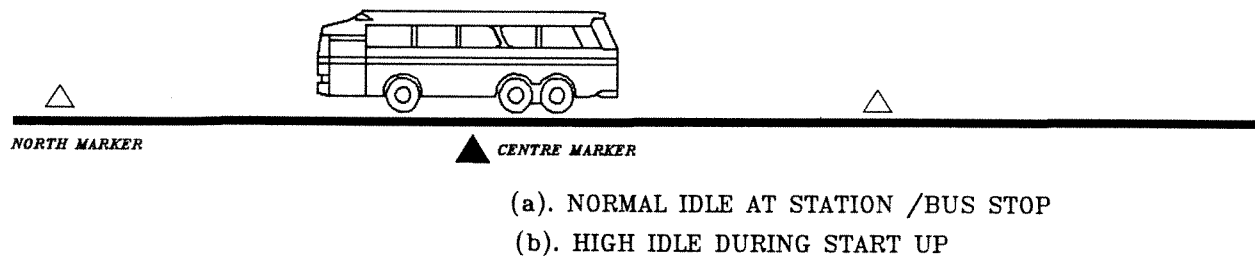 NORTH MARKER
CENTRE MARKER
(a). NORMAL IDLE AT STATION /BUS STOP
(b). HIGH IDLE DURING START UP